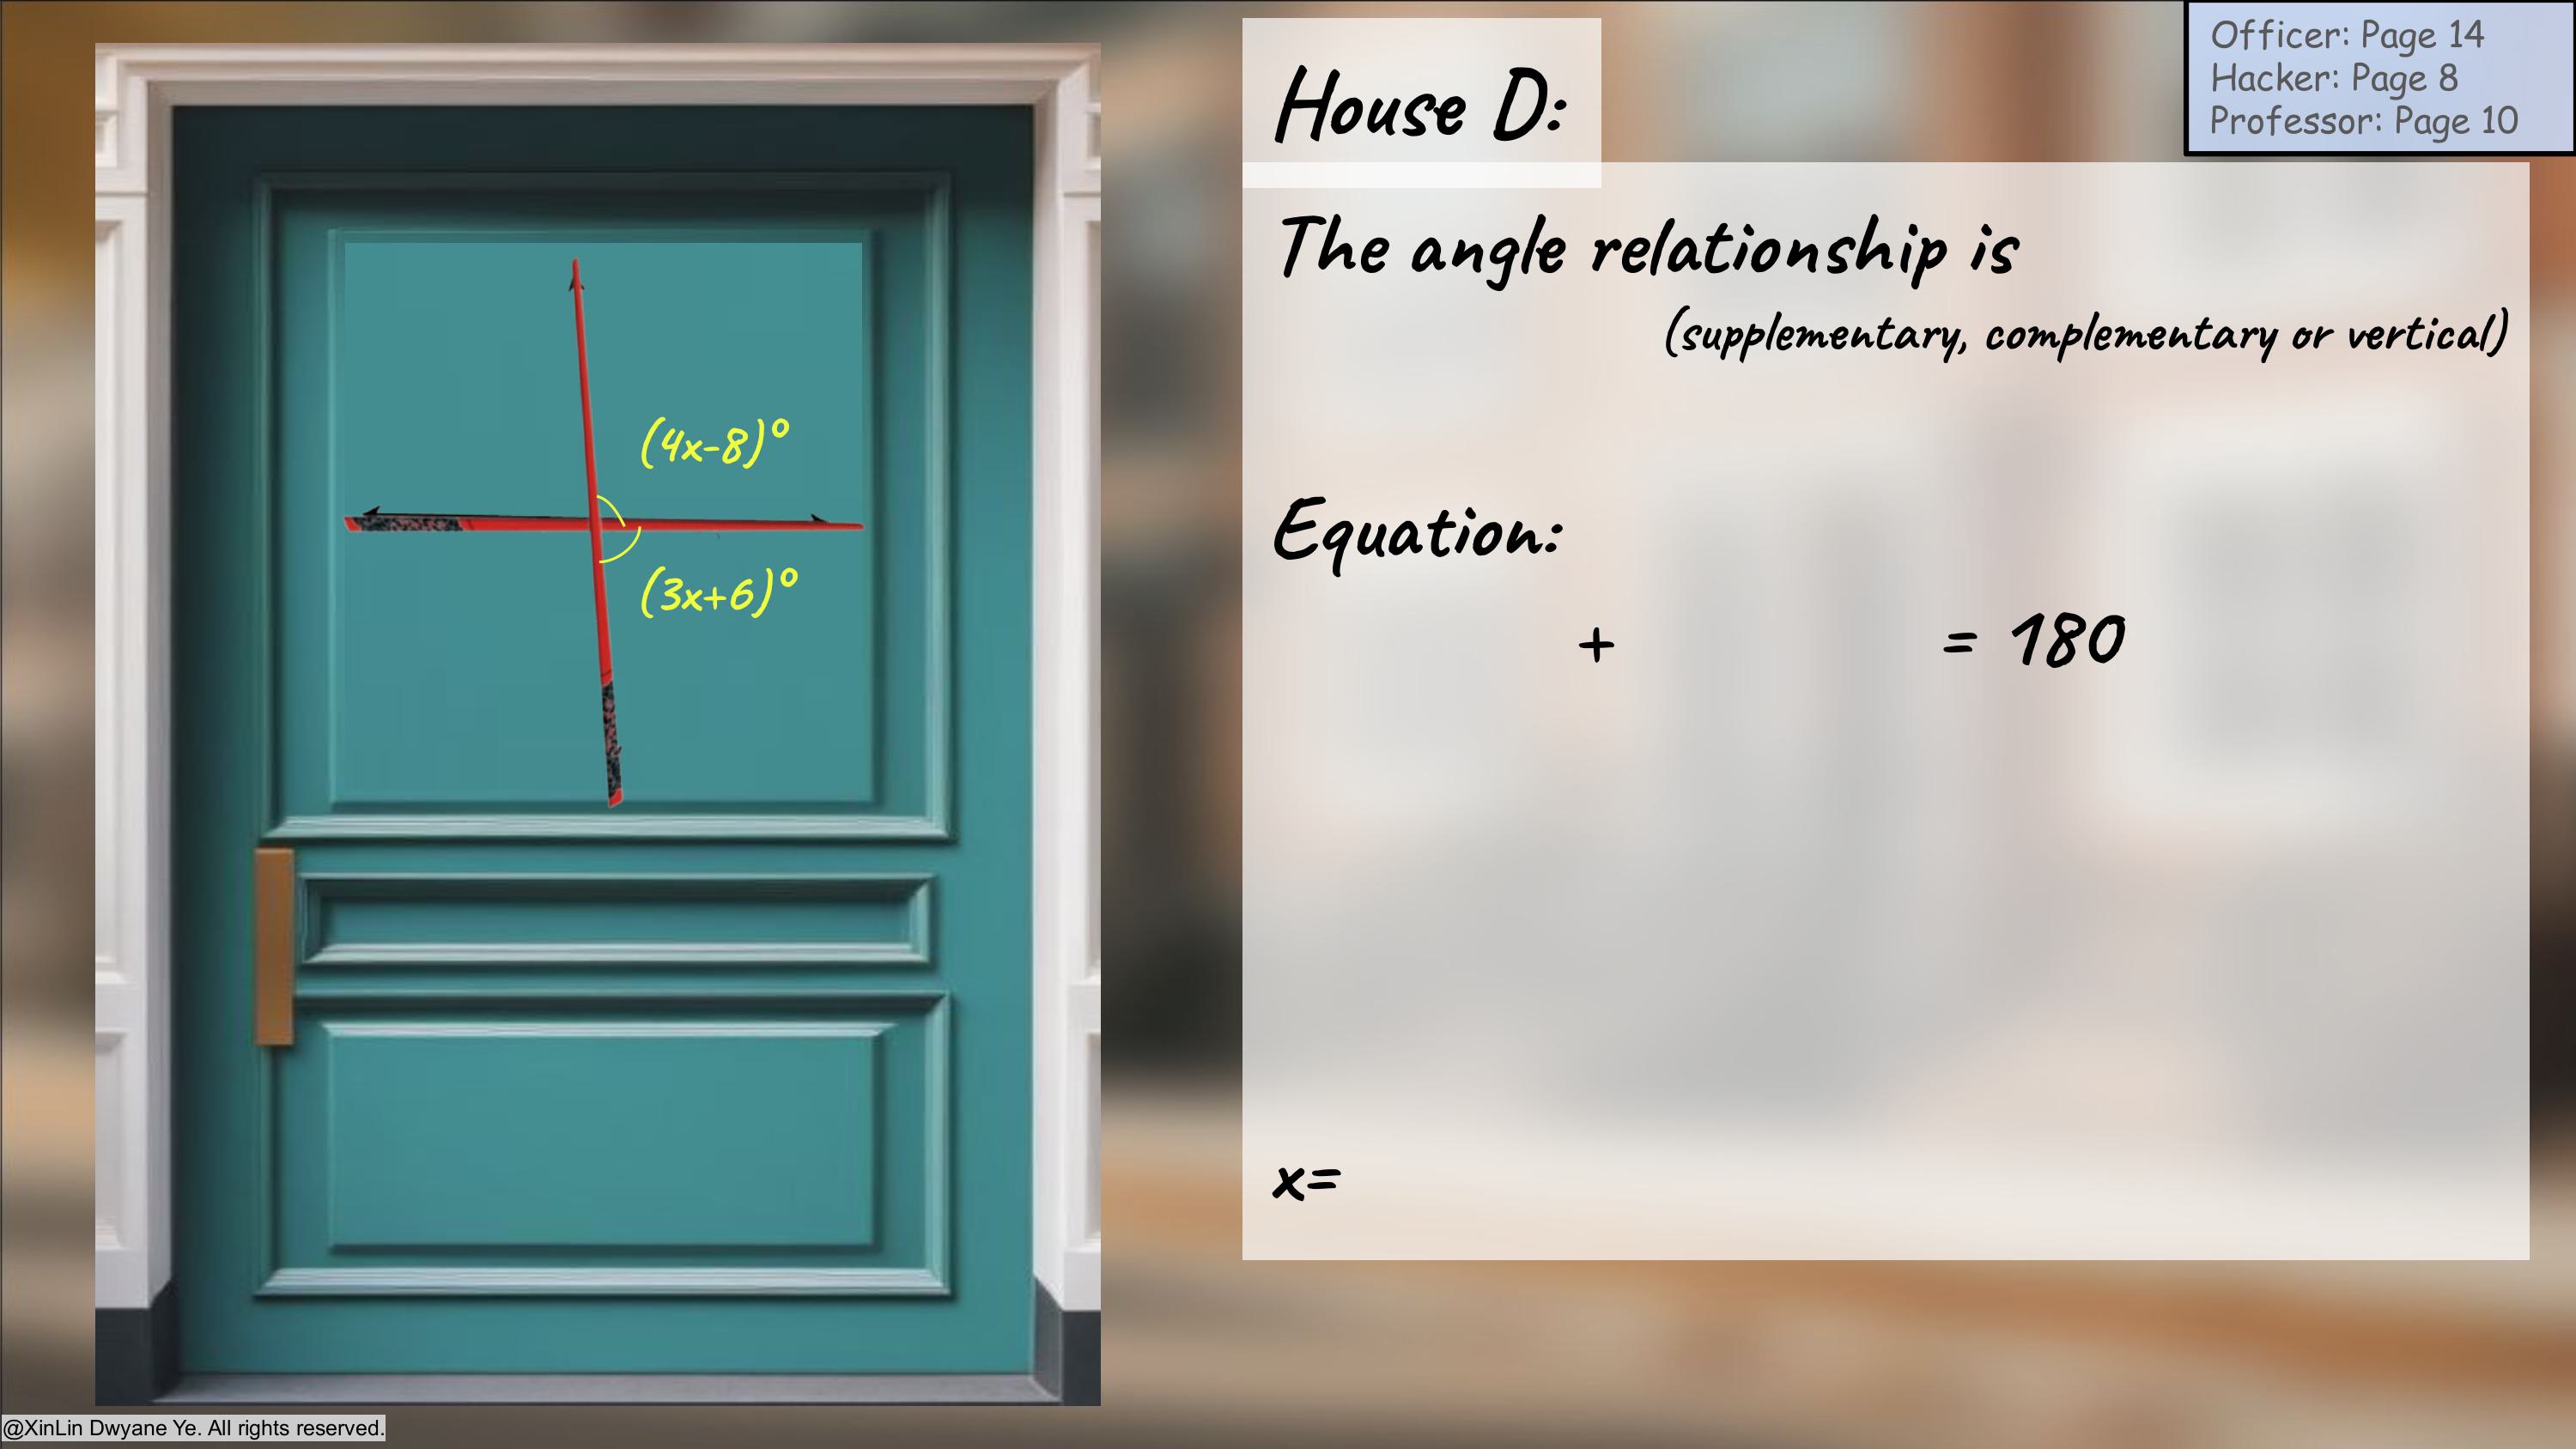 Officer: Page 14
Hacker: Page 8
Professor: Page 10
House D:
The angle relationship is
(supplementary, complementary or vertical)
(4x-8)°
(3x+6)°
Equation:
+ = 180
x=
@XinLin Dwyane Ye. All rights reserved.